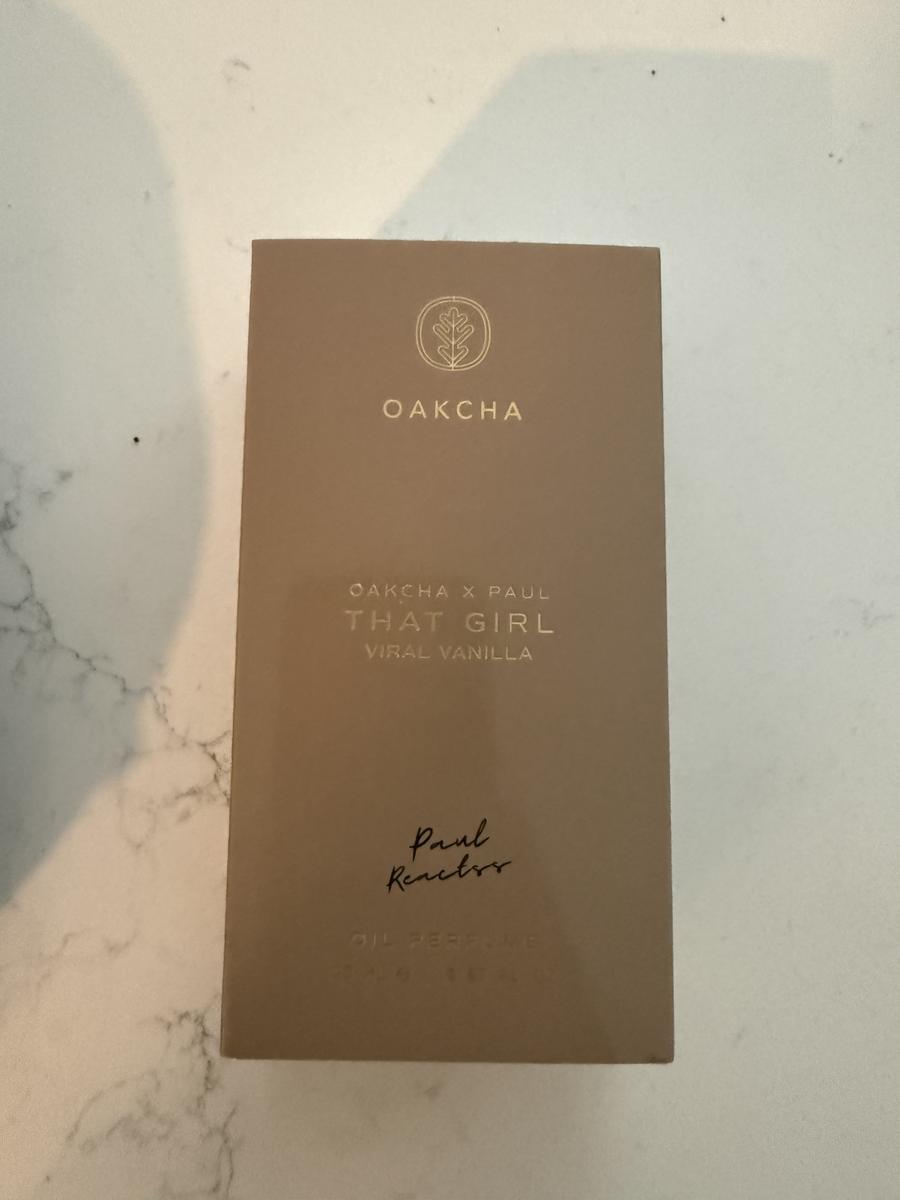 OAKCHA
OAKCHA X PAUL
THAT GIRL
VIRAL VANILLA
Paul
Reactss
OIL PERFUME